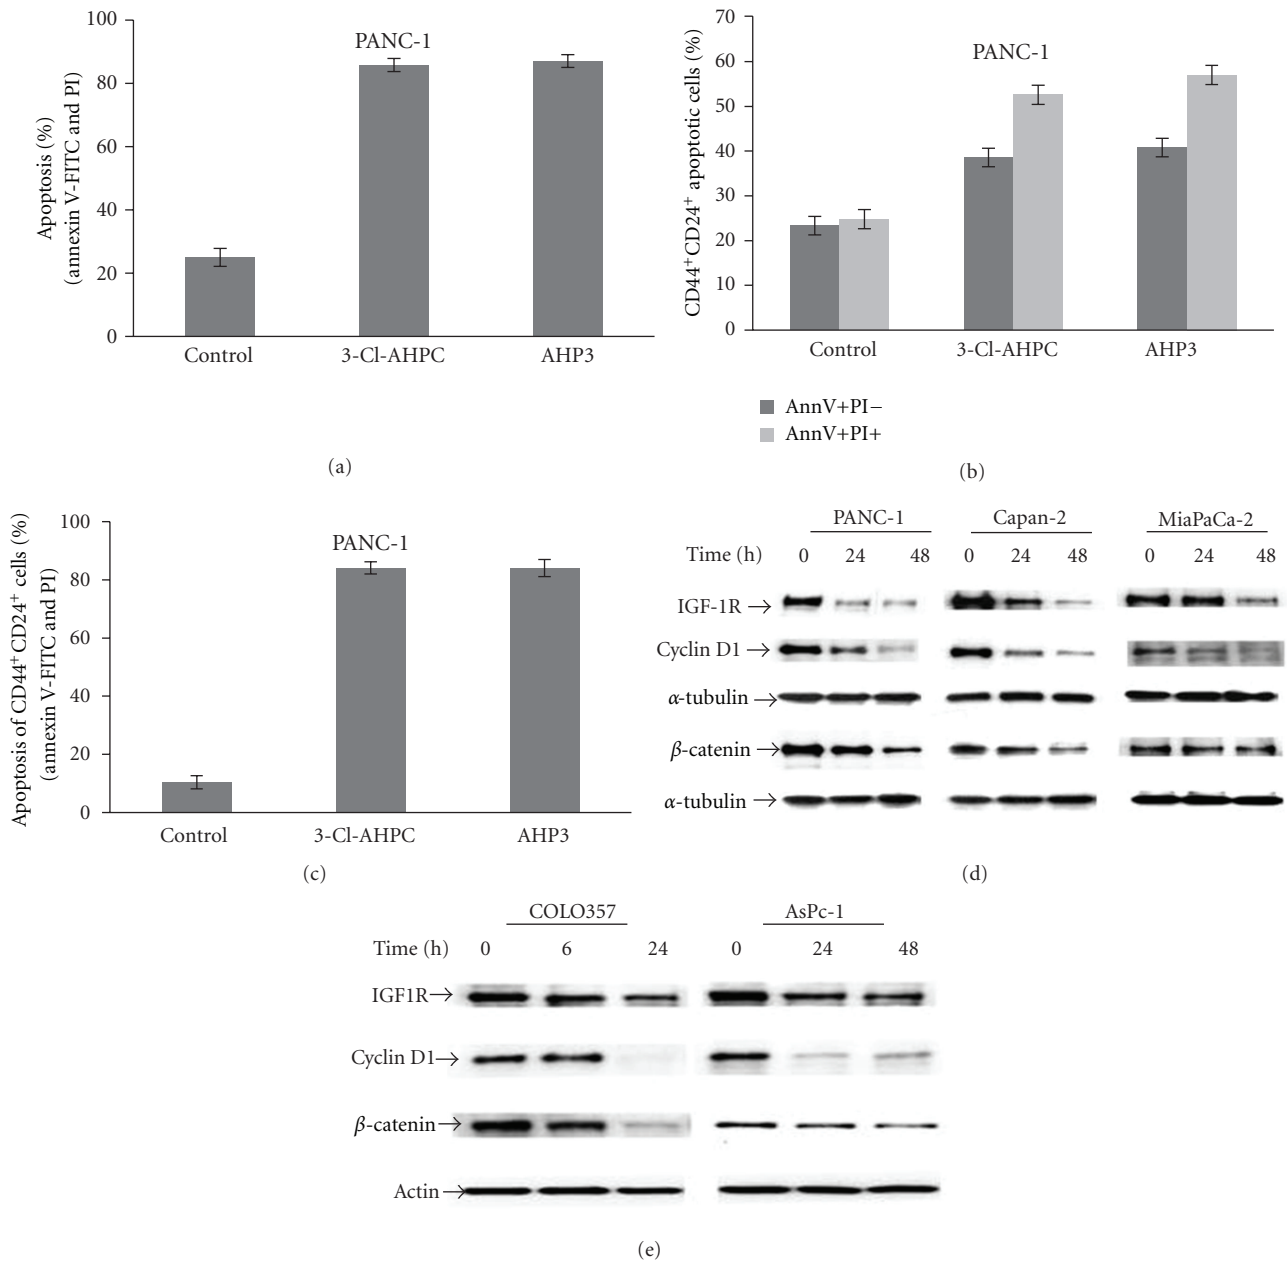 Apoptosis (%)
(annexin V-FITC and PI)
100
80
60
40
20
0
PANC-1
Control 3-Cl-AHPC AHP3
(a)
CD44⁺CD24⁺ apoptotic cells (%)
70
60
50
40
30
20
10
0
PANC-1
Control 3-Cl-AHPC AHP3
AnnV+PI−
AnnV+PI+
(b)
Apoptosis of CD44⁺CD24⁺ cells (%)
(annexin V-FITC and PI)
100
80
60
40
20
0
PANC-1
Control 3-Cl-AHPC AHP3
(c)
PANC-1 Capan-2 MiaPaCa-2
Time (h) 0 24 48 0 24 48 0 24 48
IGF-1R
Cyclin D1
α-tubulin
β-catenin
α-tubulin
(d)
COLO357 AsPc-1
Time (h) 0 6 24 0 24 48
IGF1R
Cyclin D1
β-catenin
Actin
(e)